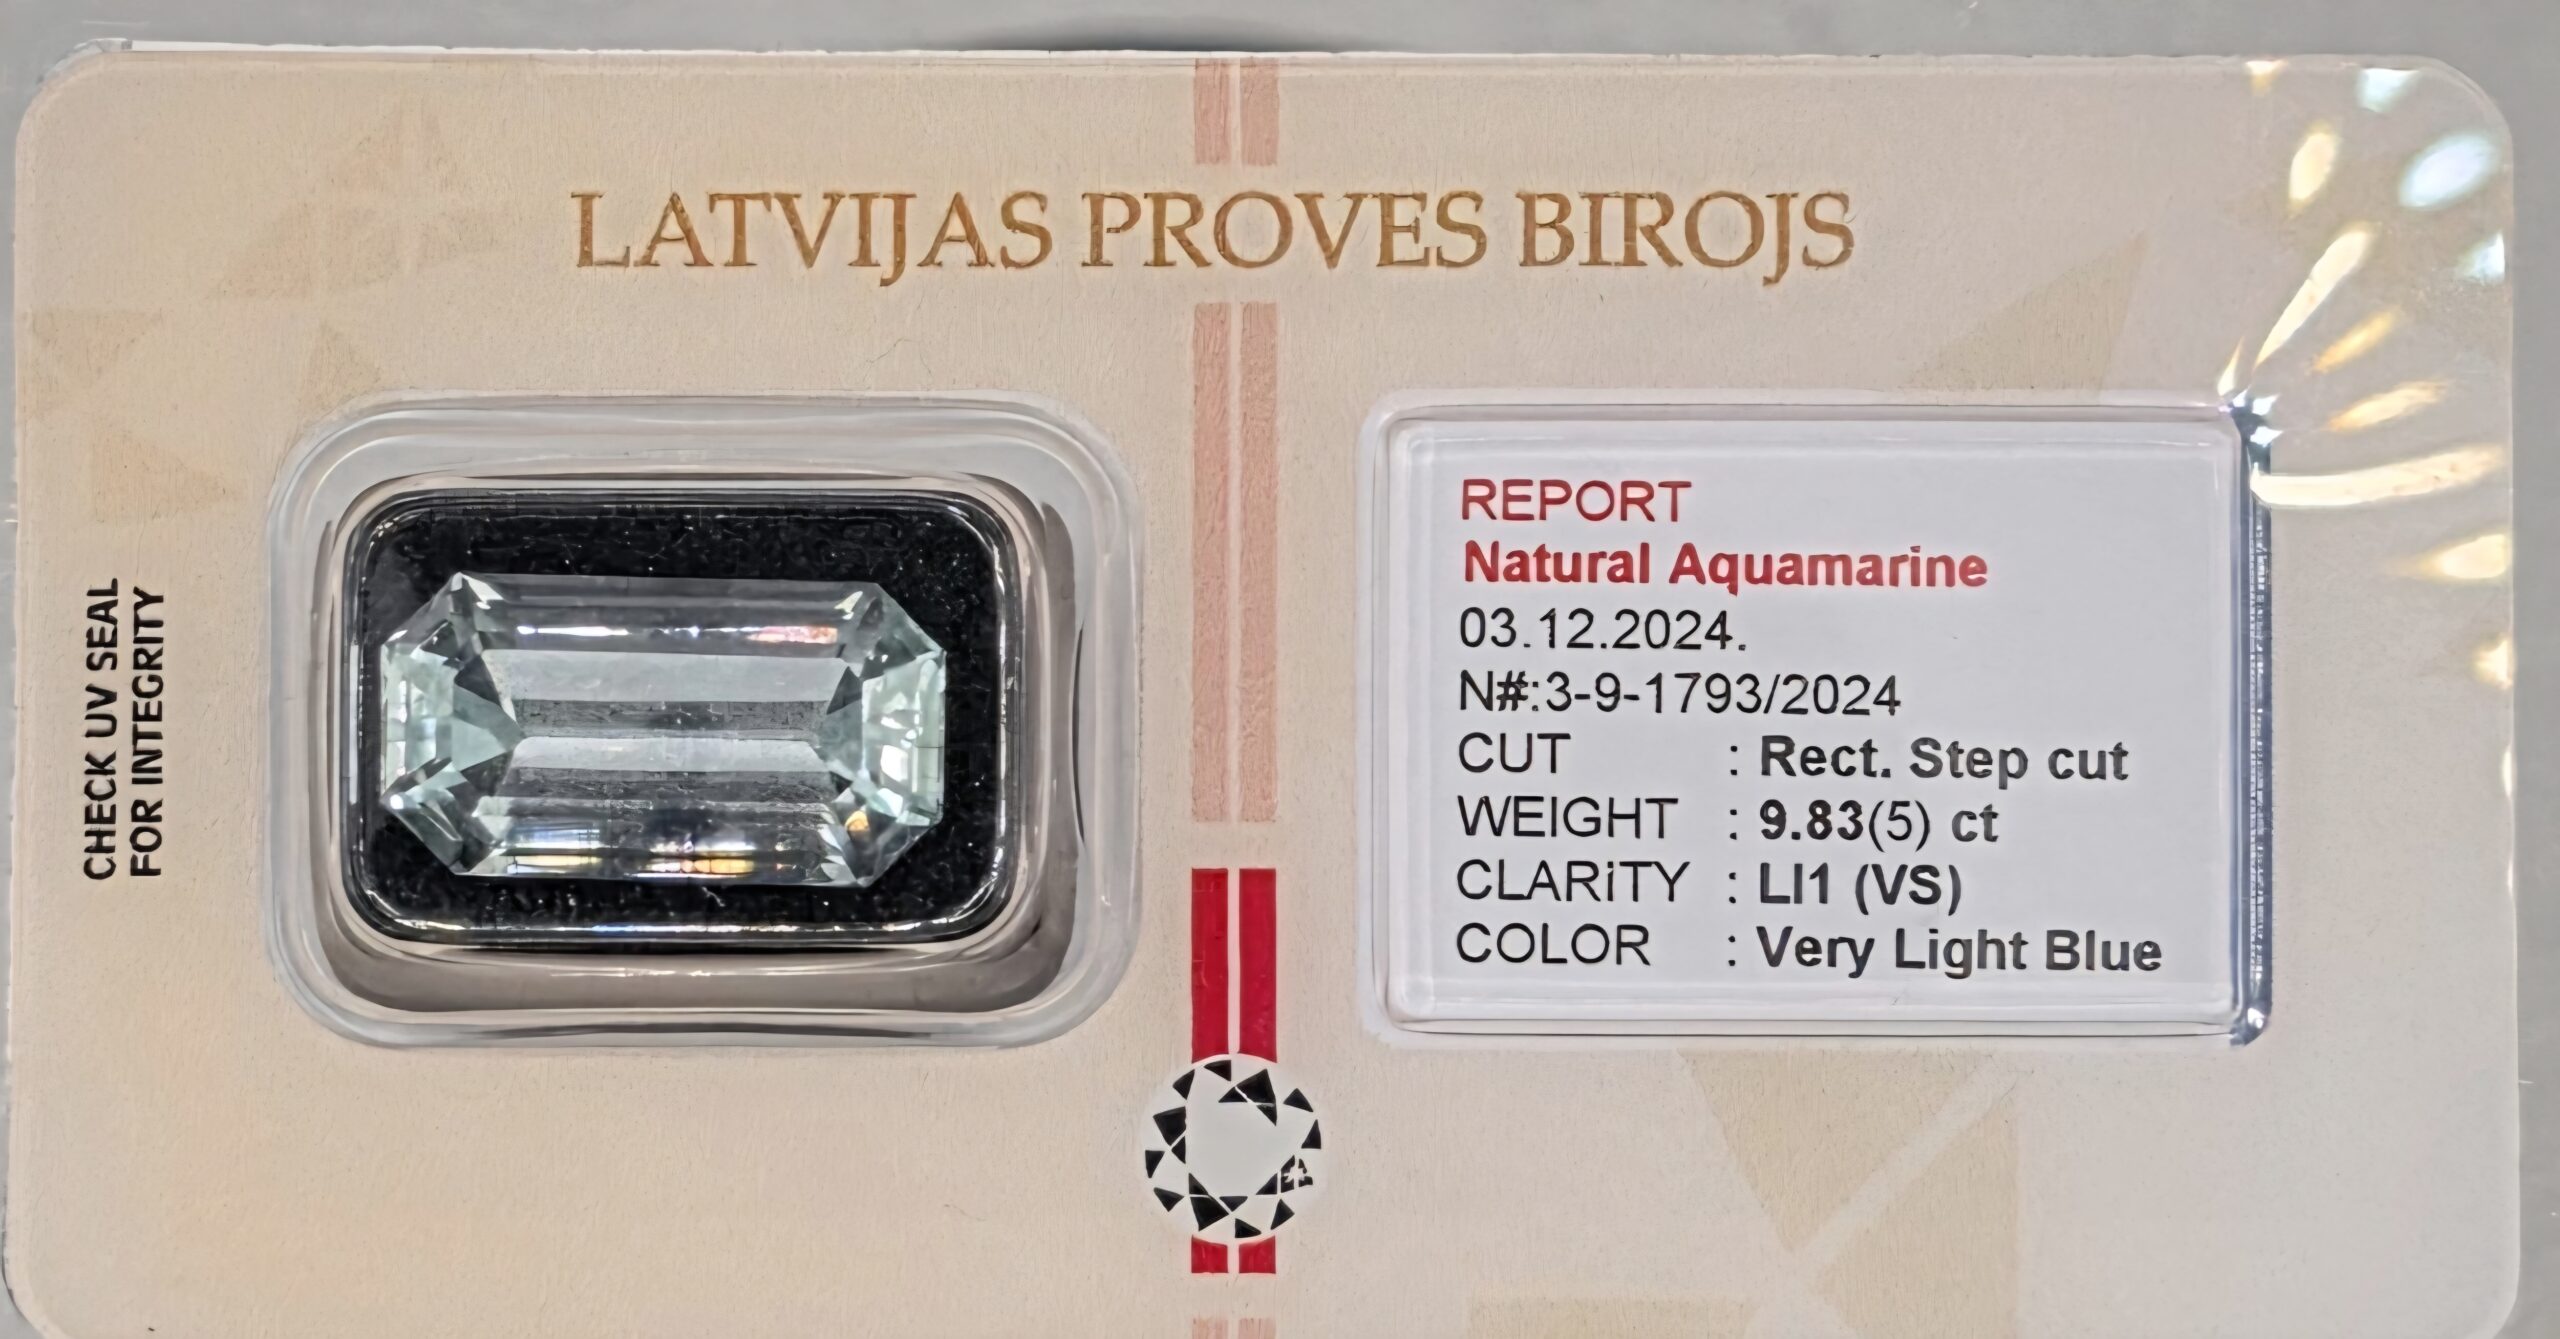 LATVIJAS PROVES BIROJS
CHECK UV SEAL
FOR INTEGRITY
REPORT
Natural Aquamarine
03.12.2024.
N#:3-9-1793/2024
CUT : Rect. Step cut
WEIGHT : 9.83(5) ct
CLARiTY : LI1 (VS)
COLOR : Very Light Blue